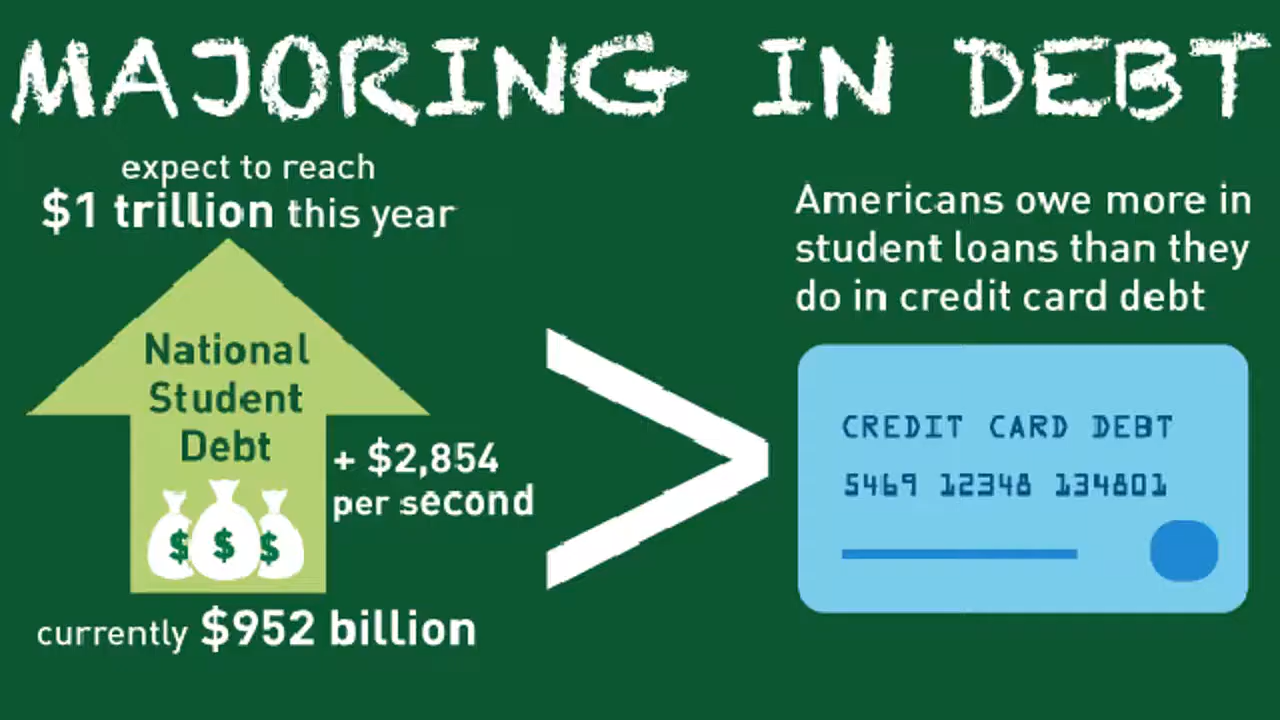 MAJORING IN DEBT
expect to reach
$1 trillion this year
National
Student
Debt
$ $ $
+ $2,854
per second
currently $952 billion
Americans owe more in
student loans than they
do in credit card debt
CREDIT CARD DEBT
5469 12348 134801